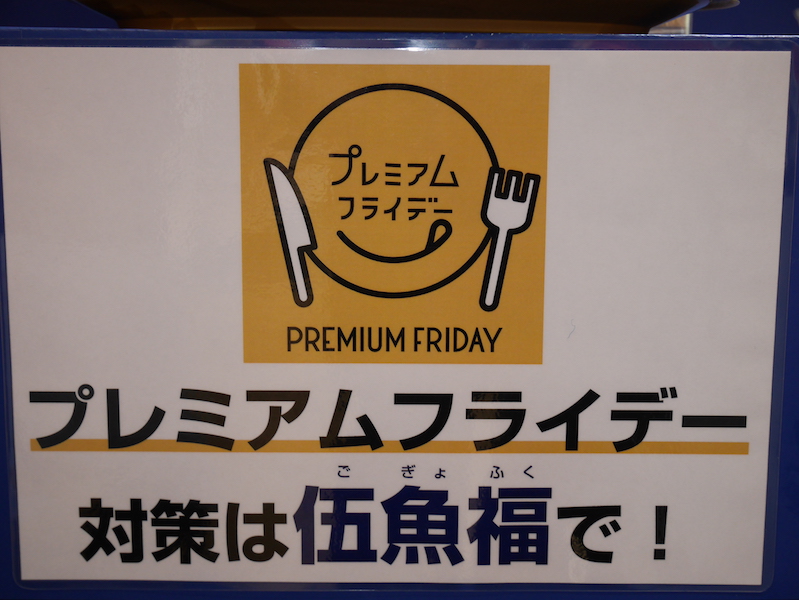 プレミアム
フライデー
PREMIUM FRIDAY
プレミアムフライデー
ご ぎょ ふく
対策は伍魚福で！